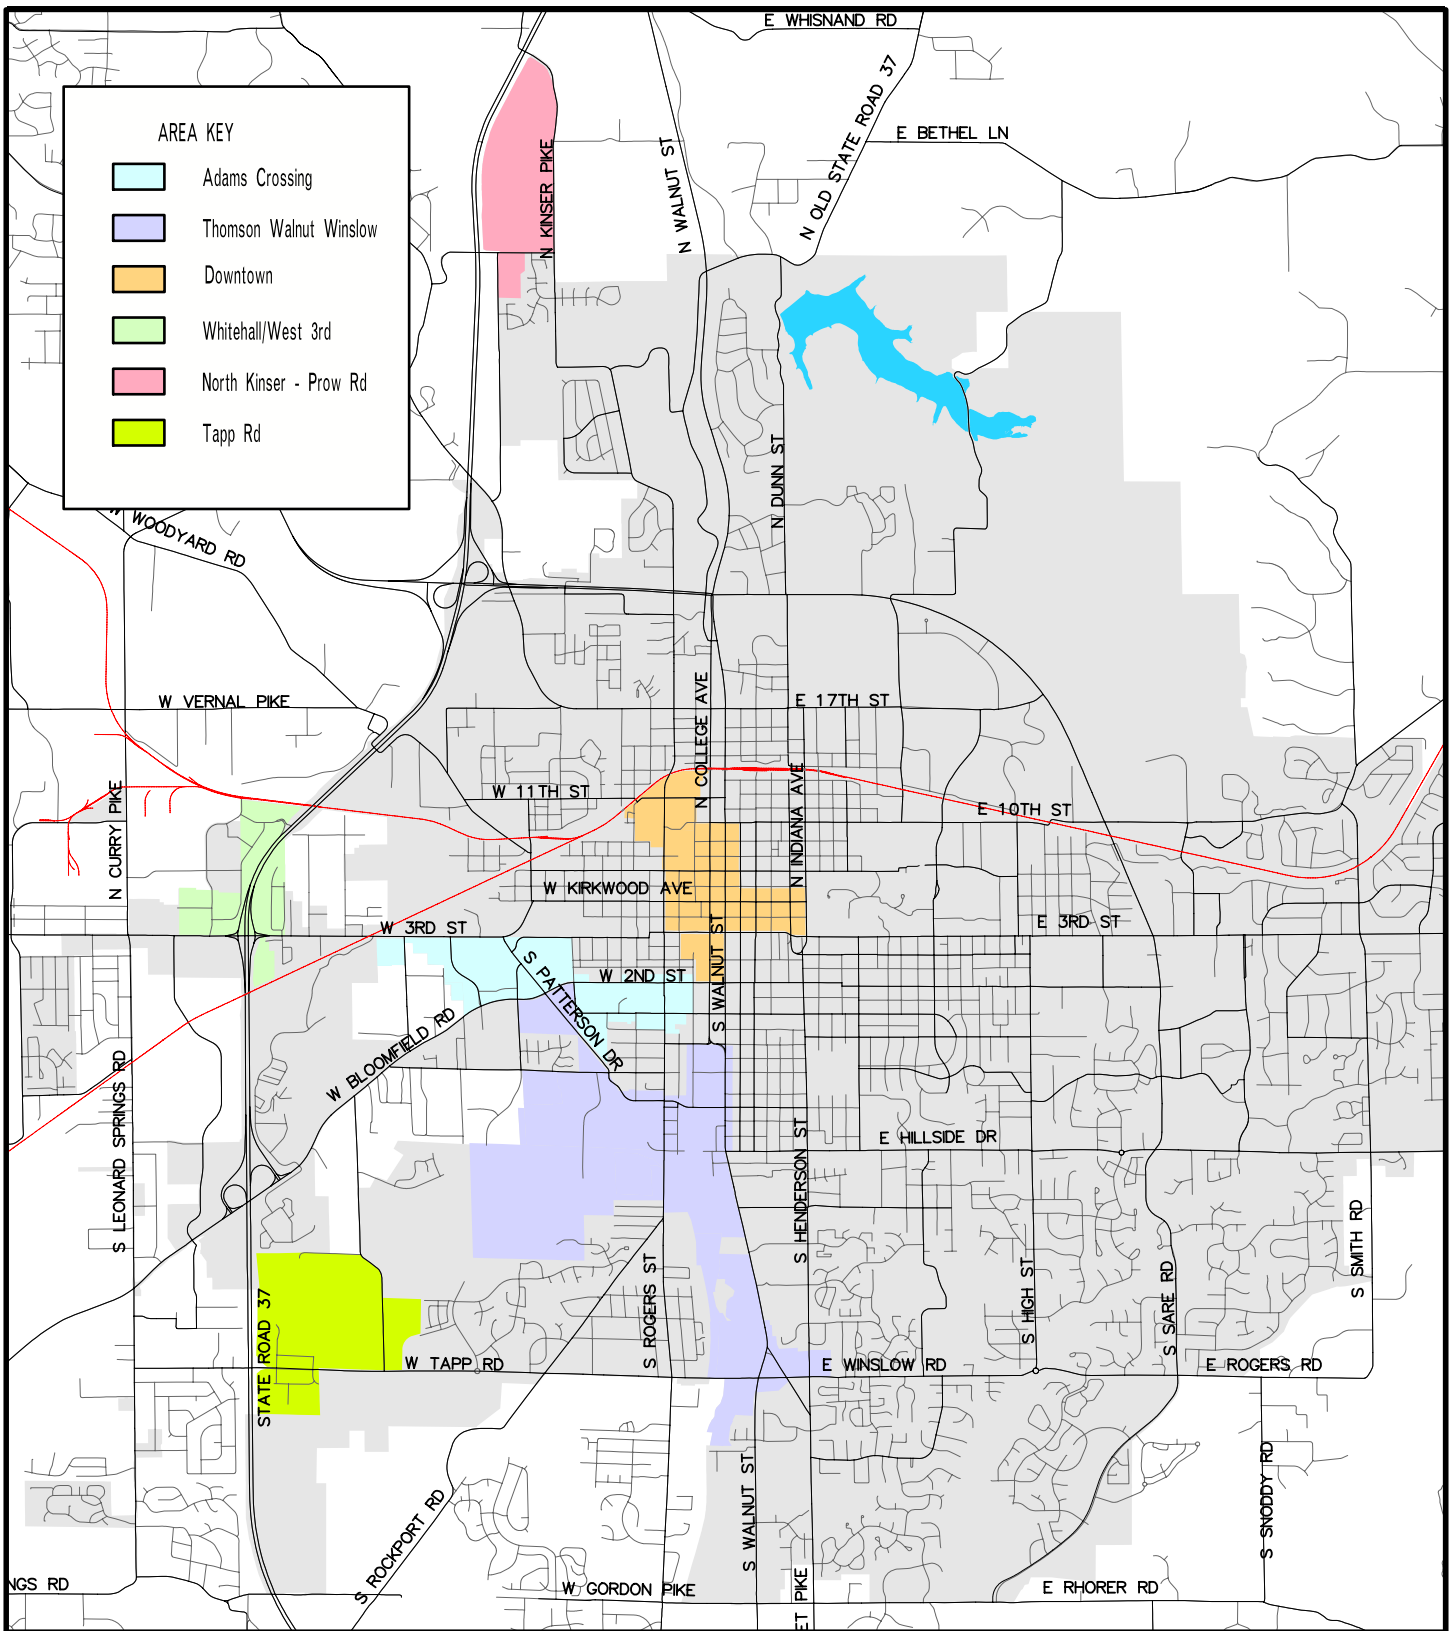 E WHISNAND RD
N OLD STATE ROAD 37
E BETHEL LN
N WALNUT ST
N KINSER PIKE
AREA KEY
Adams Crossing
Thomson Walnut Winslow
Downtown
Whitehall/West 3rd
North Kinser - Prow Rd
Tapp Rd
N DUNN ST
W WOODYARD RD
W VERNAL PIKE
E 17TH ST
N COLLEGE AVE
W 11TH ST
E 10TH ST
N CURRY PIKE
N INDIANA AVE
W KIRKWOOD AVE
W 3RD ST
E 3RD ST
S PATTERSON DR
W 2ND ST
S WALNUT ST
W BLOOMFIELD RD
S LEONARD SPRINGS RD
E HILLSIDE DR
S HENDERSON ST
S SMITH RD
S ROGERS ST
S HIGH ST
S SARE RD
STATE ROAD 37
W TAPP RD
E WINSLOW RD
E ROGERS RD
S WALNUT ST
S SNODDY RD
S ROCKPORT RD
NGS RD
W GORDON PIKE
E RHORER RD
ET PIKE